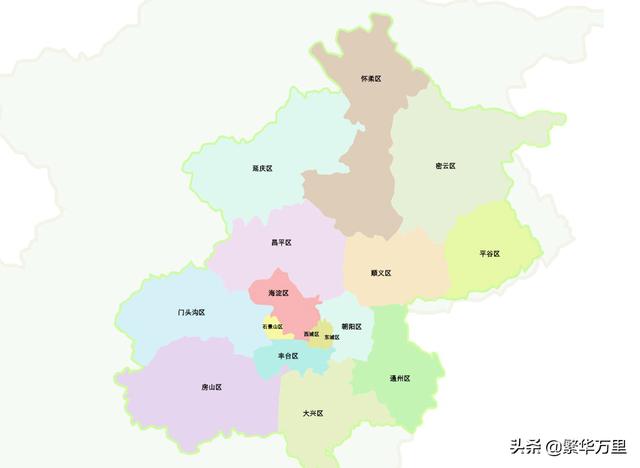 怀柔区
密云区
延庆区
昌平区
平谷区
顺义区
海淀区
门头沟区
石景山区
朝阳区
西城区
东城区
丰台区
通州区
房山区
大兴区
头条 @繁华万里